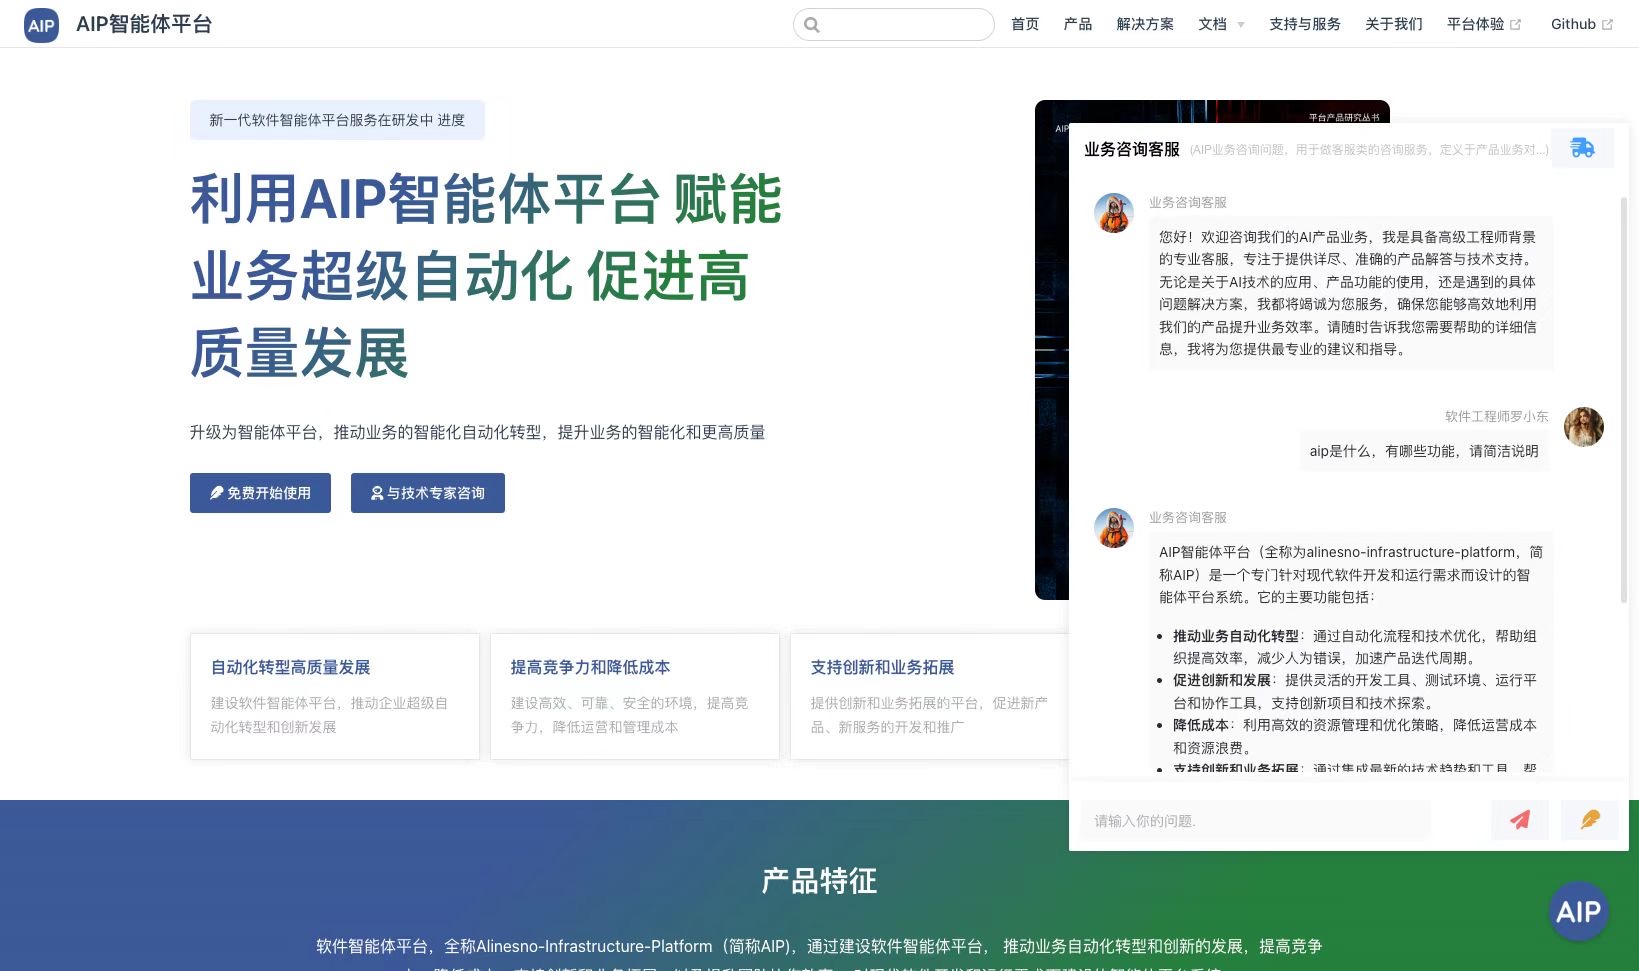 AIP
AIP智能体平台
首页
产品
解决方案
文档
支持与服务
关于我们
平台体验
Github
新一代软件智能体平台服务在研发中 进度
利用AIP智能体平台 赋能
业务超级自动化 促进高
质量发展
升级为智能体平台，推动业务的智能化自动化转型，提升业务的智能化和更高质量
免费开始使用
与技术专家咨询
平台产品研究丛书
AIP
自动化转型高质量发展
建设软件智能体平台，推动企业超级自
动化转型和创新发展
提高竞争力和降低成本
建设高效、可靠、安全的环境，提高竞
争力，降低运营和管理成本
支持创新和业务拓展
提供创新和业务拓展的平台，促进新产
品、新服务的开发和推广
业务咨询客服 (AIP业务咨询问题，用于做客服类的咨询服务，定义于产品业务对...)
业务咨询客服
您好！欢迎咨询我们的AI产品业务，我是具备高级工程师背景
的专业客服，专注于提供详尽、准确的产品解答与技术支持。
无论是关于AI技术的应用、产品功能的使用，还是遇到的具体
问题解决方案，我都将竭诚为您服务，确保您能够高效地利用
我们的产品提升业务效率。请随时告诉我您需要帮助的详细信
息，我将为您提供最专业的建议和指导。
软件工程师罗小东
aip是什么，有哪些功能，请简洁说明
业务咨询客服
AIP智能体平台（全称为alinesno-infrastructure-platform，简
称AIP）是一个专门针对现代软件开发和运行需求而设计的智
能体平台系统。它的主要功能包括：
推动业务自动化转型：通过自动化流程和技术优化，帮助组
织提高效率，减少人为错误，加速产品迭代周期。
促进创新和发展：提供灵活的开发工具、测试环境、运行平
台和协作工具，支持创新项目和技术探索。
降低成本：利用高效的资源管理和优化策略，降低运营成本
和资源浪费。
支持创新和业务拓展：通过集成最新的技术趋势和工具，帮
请输入你的问题.
产品特征
软件智能体平台，全称Alinesno-Infrastructure-Platform（简称AIP)，通过建设软件智能体平台， 推动业务自动化转型和创新的发展，提高竞争
AIP